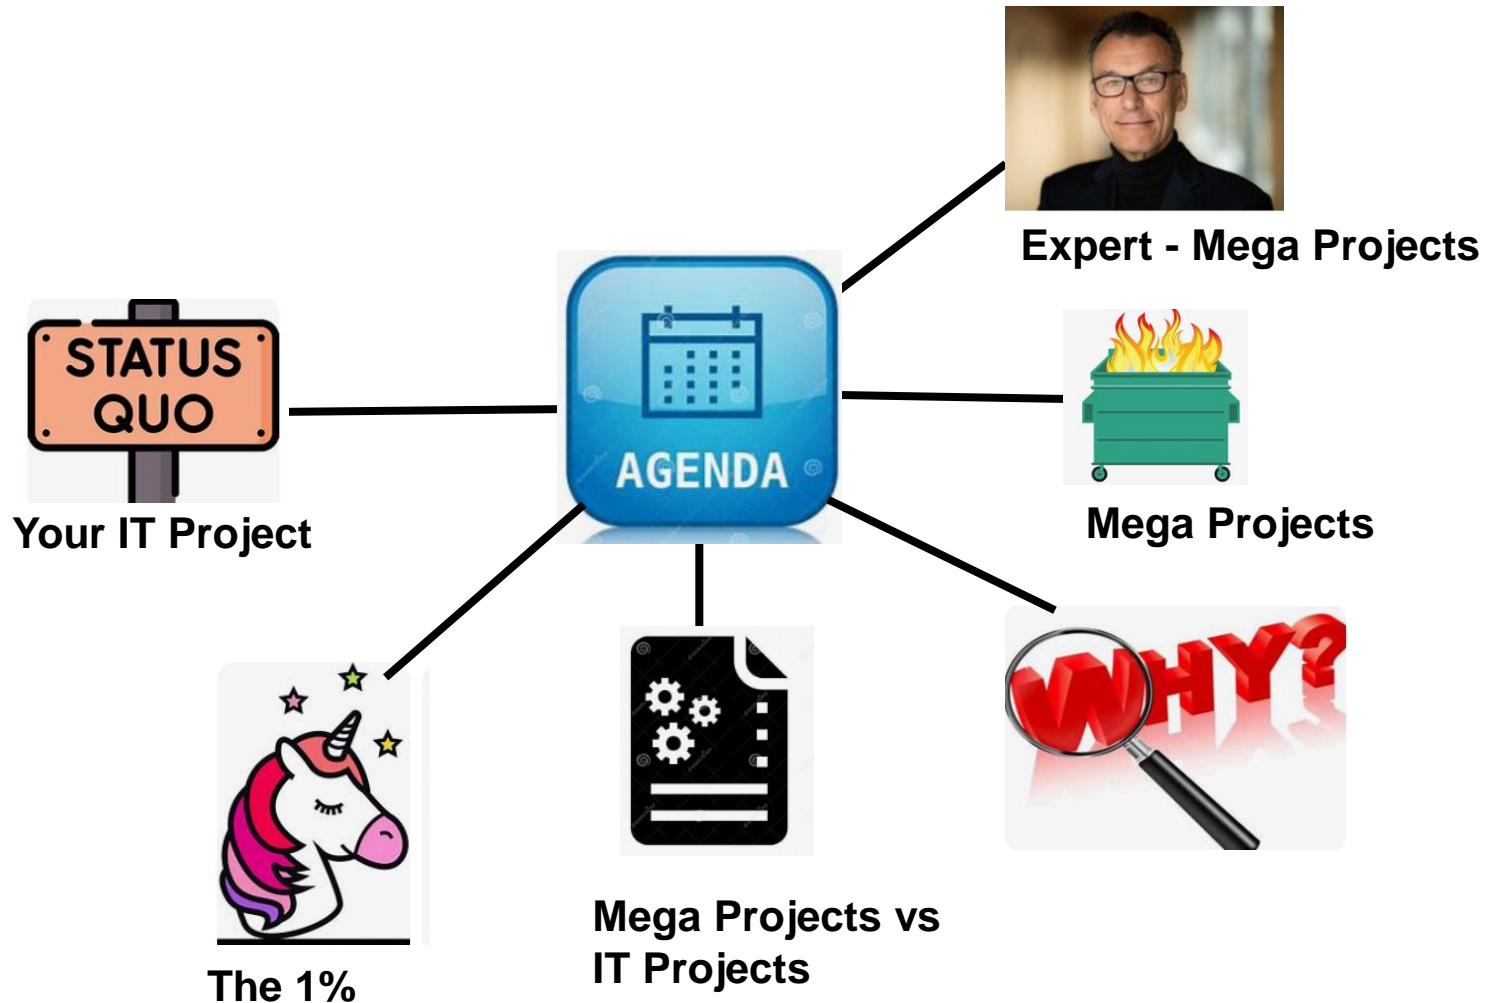 Expert - Mega Projects
STATUS
QUO
AGENDA
Your IT Project
Mega Projects
WHY?
Mega Projects vs
IT Projects
The 1%